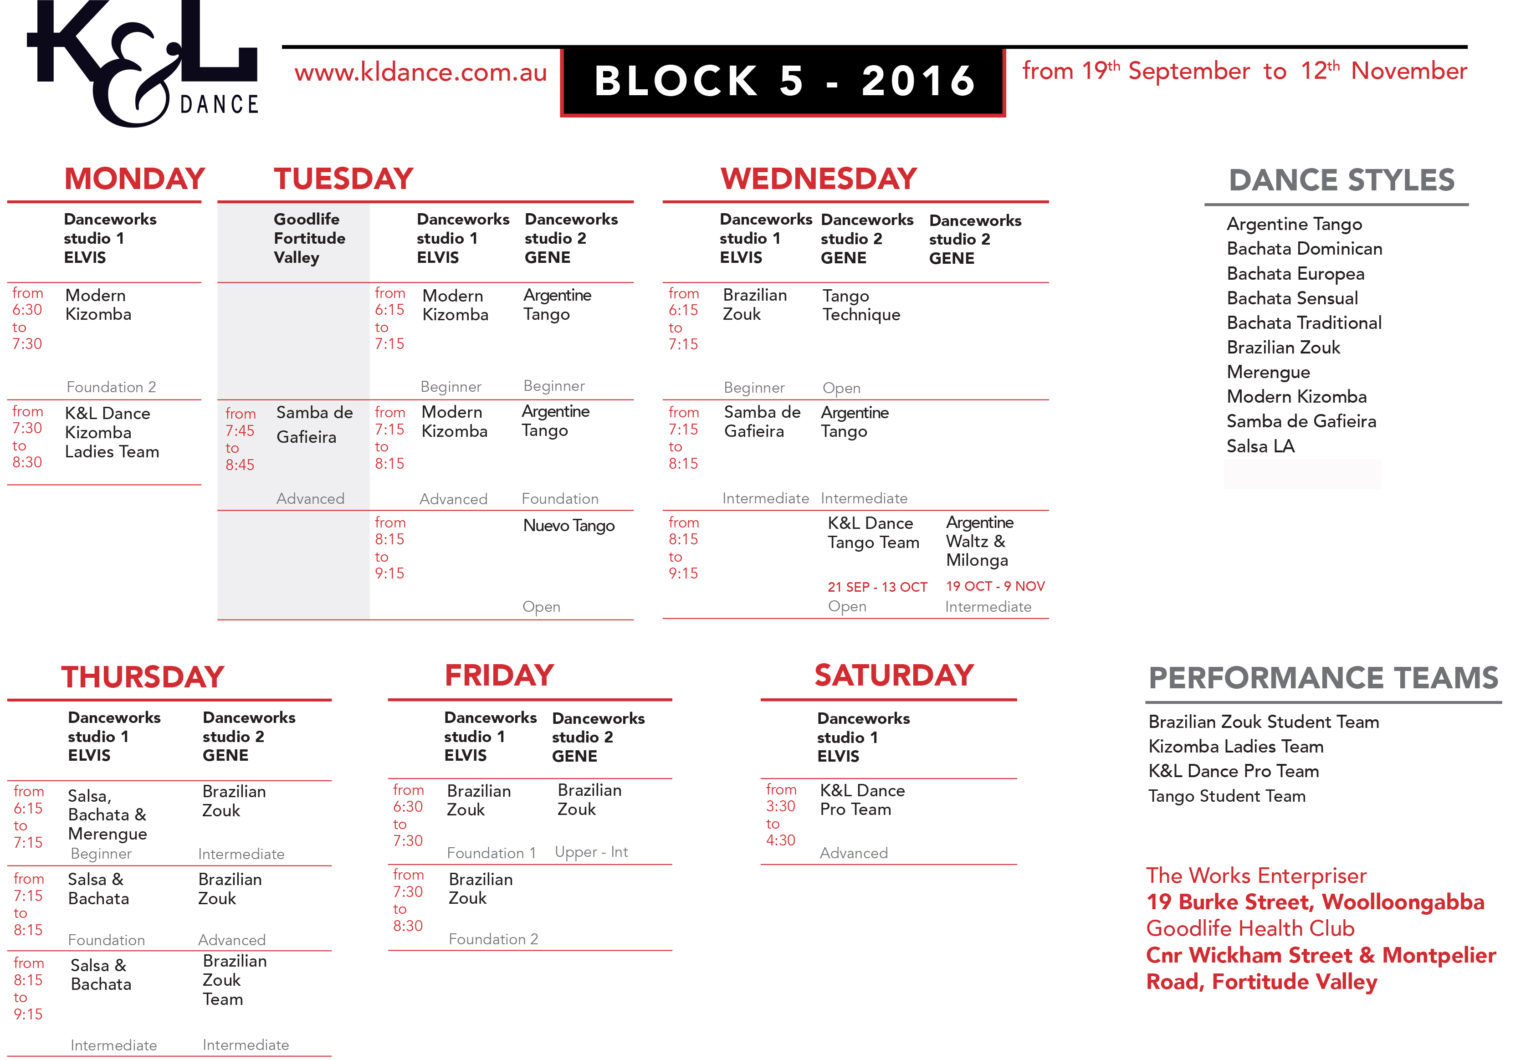 K&L
DANCE
www.kldance.com.au
BLOCK 5 - 2016
from 19th September to 12th November
MONDAY
Danceworks
studio 1
ELVIS
from
6:30
to
7:30
Modern
Kizomba
Foundation 2
from
7:30
to
8:30
K&L Dance
Kizomba
Ladies Team
TUESDAY
Goodlife
Fortitude
Valley
Danceworks
studio 1
ELVIS
Danceworks
studio 2
GENE
from
6:15
to
7:15
Modern
Kizomba
Beginner
Argentine
Tango
Beginner
from
7:45
to
8:45
Samba de
Gafieira
Advanced
from
7:15
to
8:15
Modern
Kizomba
Advanced
Argentine
Tango
Foundation
from
8:15
to
9:15
Nuevo Tango
Open
WEDNESDAY
Danceworks
studio 1
ELVIS
Danceworks
studio 2
GENE
Danceworks
studio 2
GENE
from
6:15
to
7:15
Brazilian
Zouk
Beginner
Tango
Technique
Open
from
7:15
to
8:15
Samba de
Gafieira
Intermediate
Argentine
Tango
Intermediate
from
8:15
to
9:15
K&L Dance
Tango Team
21 SEP - 13 OCT
Open
Argentine
Waltz &
Milonga
19 OCT - 9 NOV
Intermediate
DANCE STYLES
Argentine Tango
Bachata Dominican
Bachata Europea
Bachata Sensual
Bachata Traditional
Brazilian Zouk
Merengue
Modern Kizomba
Samba de Gafieira
Salsa LA
THURSDAY
Danceworks
studio 1
ELVIS
Danceworks
studio 2
GENE
from
6:15
to
7:15
Salsa,
Bachata &
Merengue
Beginner
Brazilian
Zouk
Intermediate
from
7:15
to
8:15
Salsa &
Bachata
Foundation
Brazilian
Zouk
Advanced
from
8:15
to
9:15
Salsa &
Bachata
Intermediate
Brazilian
Zouk
Team
Intermediate
FRIDAY
Danceworks
studio 1
ELVIS
Danceworks
studio 2
GENE
from
6:30
to
7:30
Brazilian
Zouk
Foundation 1
Brazilian
Zouk
Upper - Int
from
7:30
to
8:30
Brazilian
Zouk
Foundation 2
SATURDAY
Danceworks
studio 1
ELVIS
from
3:30
to
4:30
K&L Dance
Pro Team
Advanced
PERFORMANCE TEAMS
Brazilian Zouk Student Team
Kizomba Ladies Team
K&L Dance Pro Team
Tango Student Team
The Works Enterpriser
19 Burke Street, Woolloongabba
Goodlife Health Club
Cnr Wickham Street & Montpelier
Road, Fortitude Valley